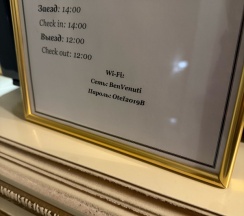 Заезд: 14:00
Check in: 14:00
Выезд: 12:00
Check out: 12:00
Wi-Fi:
Сеть: BenVenuti
Пароль: Otel2019B